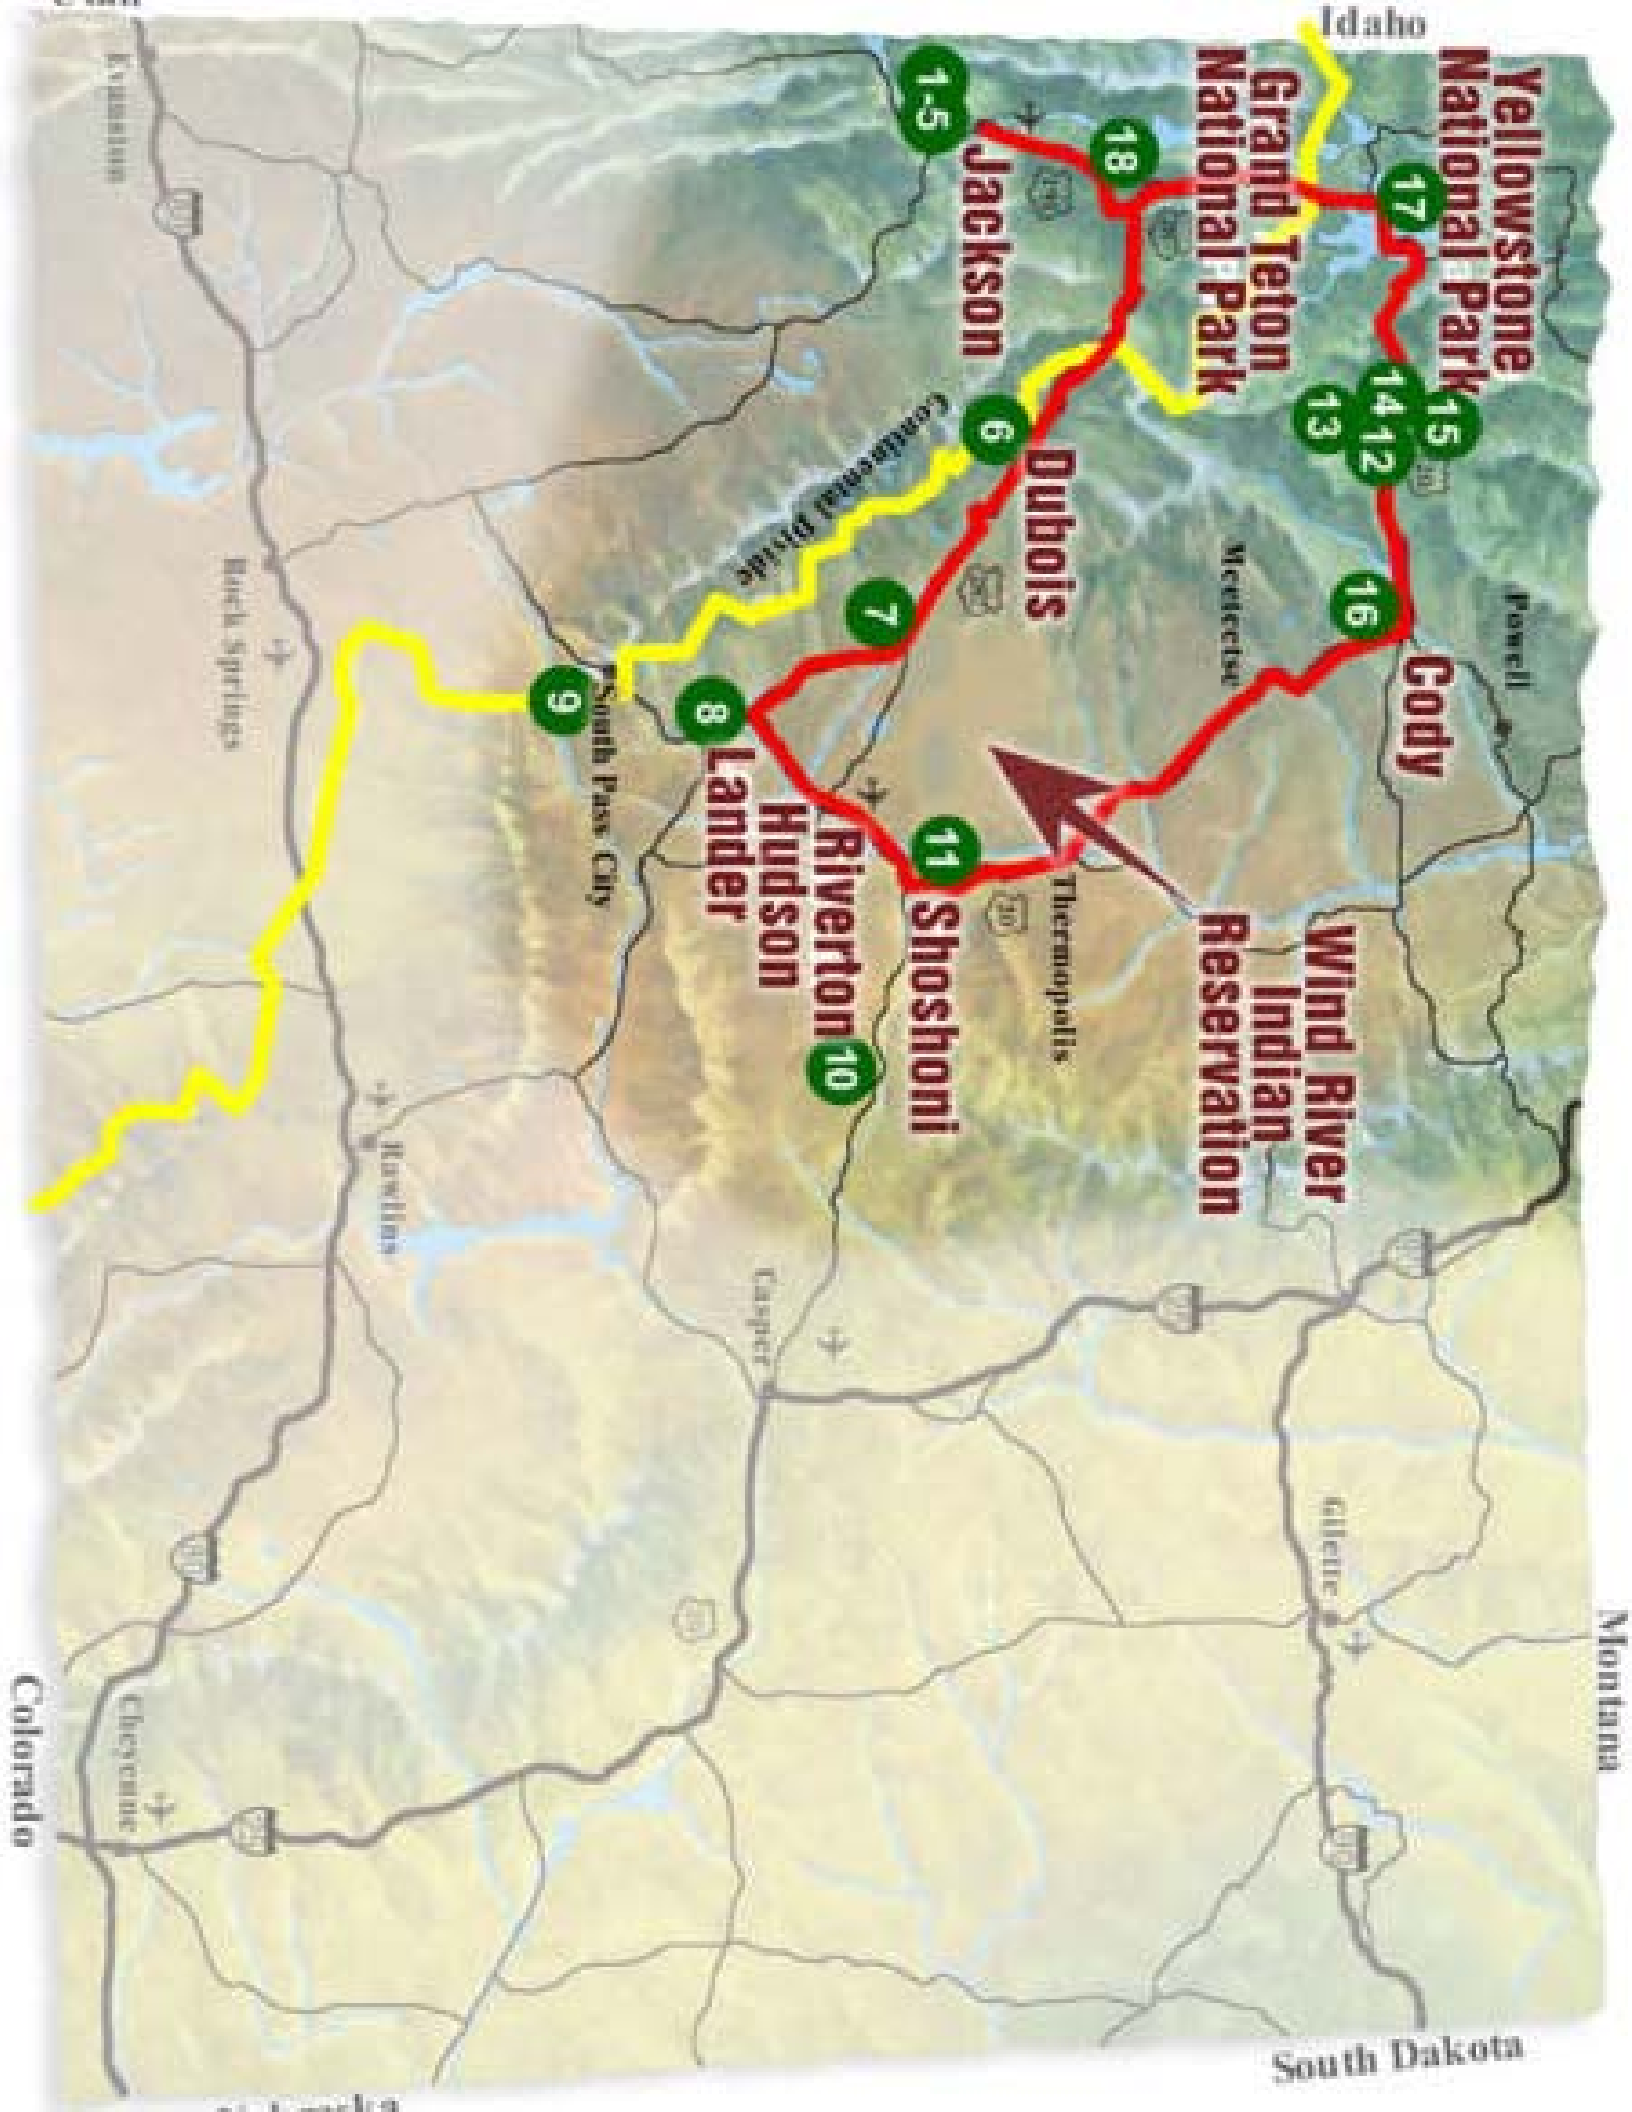 Montana
Yellowstone
National Park
Powell
17
15
14
12
13
Cody
16
Idaho
Grand Teton
National Park
Meeteetse
Wind River
Indian
Reservation
Gillette
18
Jackson
1-5
Dubois
6
Continental Divide
7
Thermopolis
11
Shoshoni
Riverton
10
Hudson
Lander
8
Casper
South Pass City
9
Rawlins
Rock Springs
Evanston
Cheyenne
Colorado
South Dakota